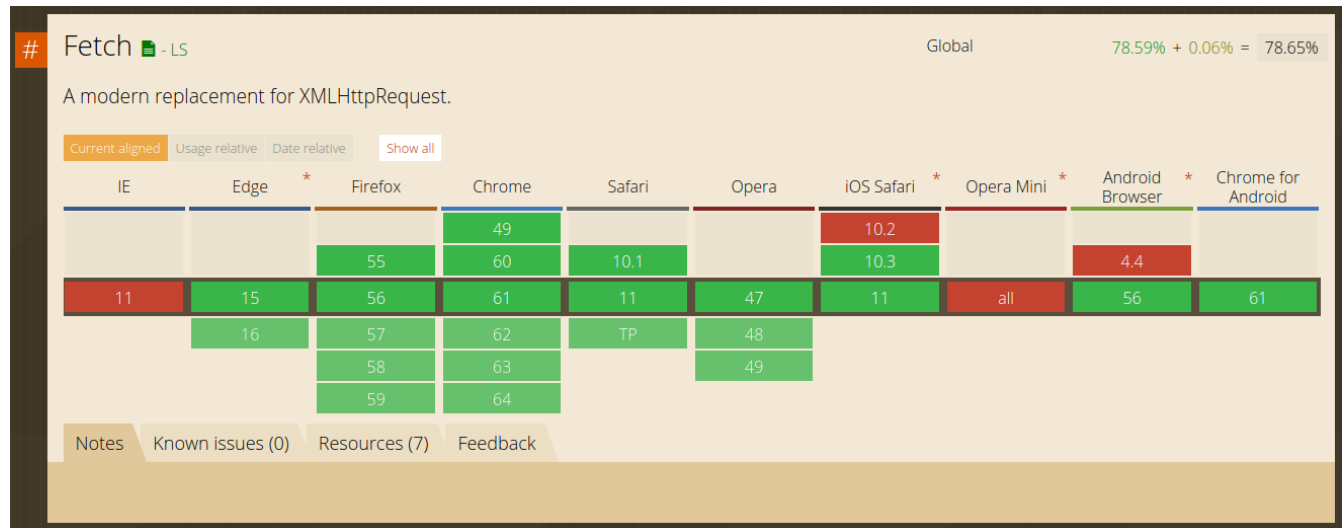 # Fetch - LS Global 78.59% + 0.06% = 78.65%
A modern replacement for XMLHttpRequest.
Current aligned Usage relative Date relative Show all
IE Edge * Firefox Chrome Safari Opera iOS Safari * Opera Mini * Android Browser * Chrome for Android
49 10.2
55 60 10.1 10.3 4.4
11 15 56 61 11 47 11 all 56 61
16 57 62 TP 48
58 63 49
59 64
Notes Known issues (0) Resources (7) Feedback